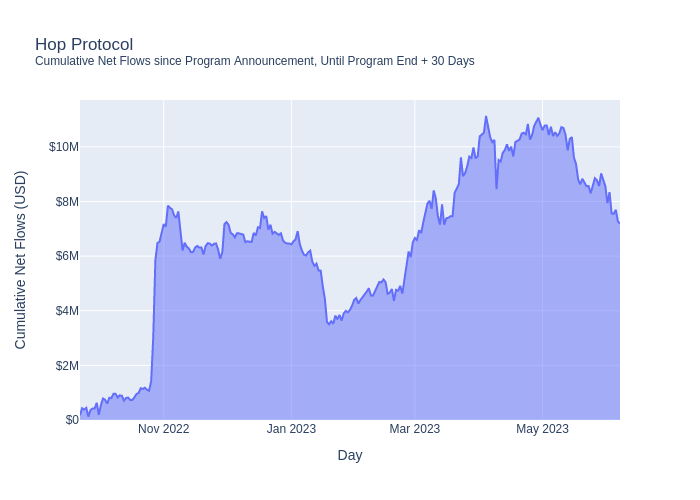 Hop Protocol
Cumulative Net Flows since Program Announcement, Until Program End + 30 Days
Cumulative Net Flows (USD)
$10M
$8M
$6M
$4M
$2M
$0
Nov 2022
Jan 2023
Mar 2023
May 2023
Day